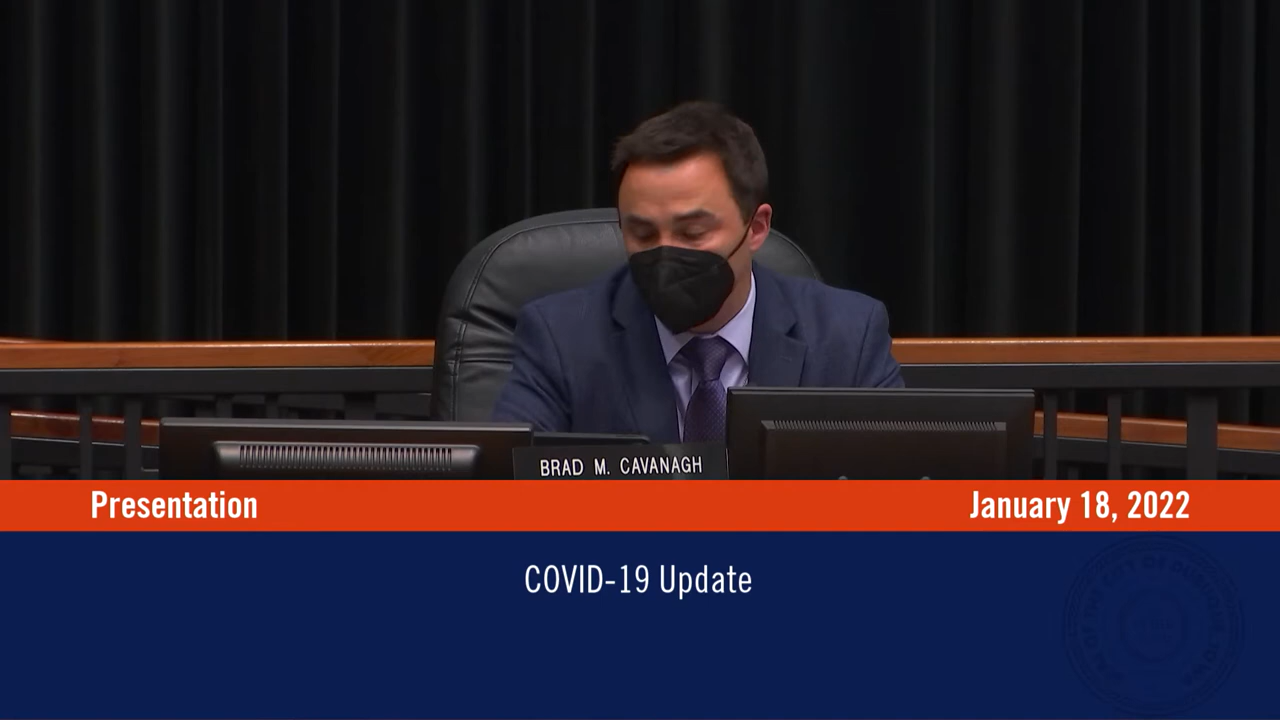 BRAD M. CAVANAGH
Presentation
January 18, 2022
COVID-19 Update